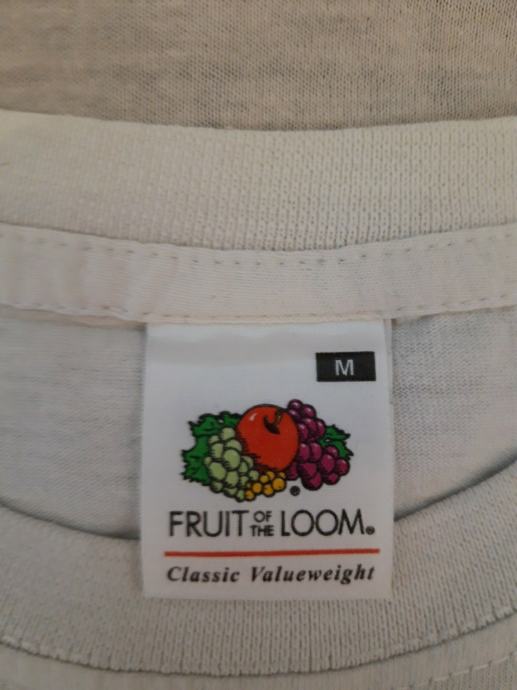 M
FRUIT OF THE LOOM®
Classic Valueweight